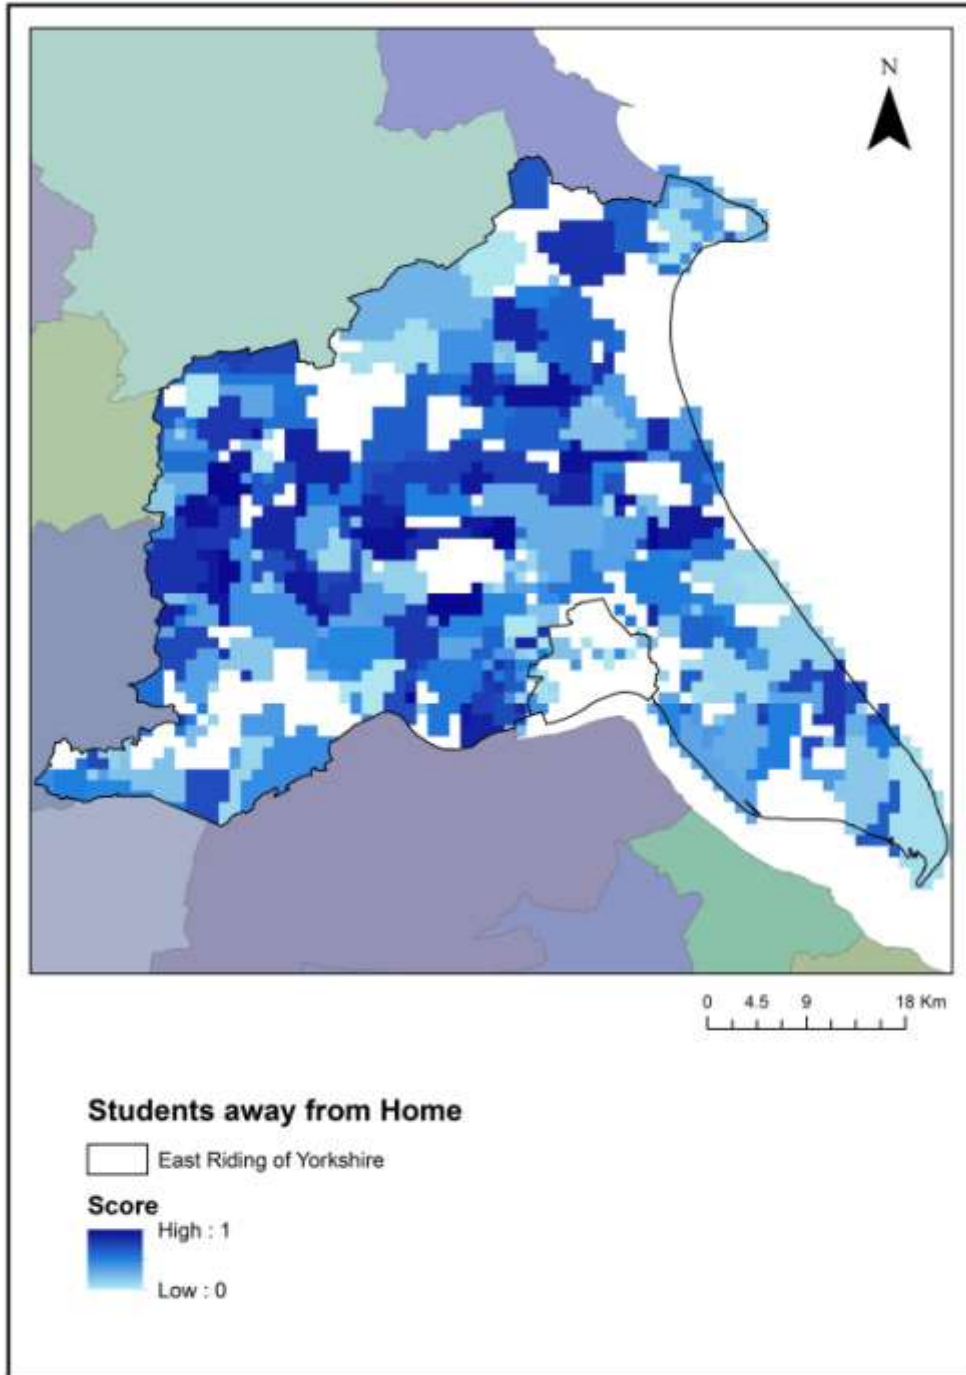 N
0 4.5 9 18 Km
Students away from Home
East Riding of Yorkshire
Score
High : 1
Low : 0